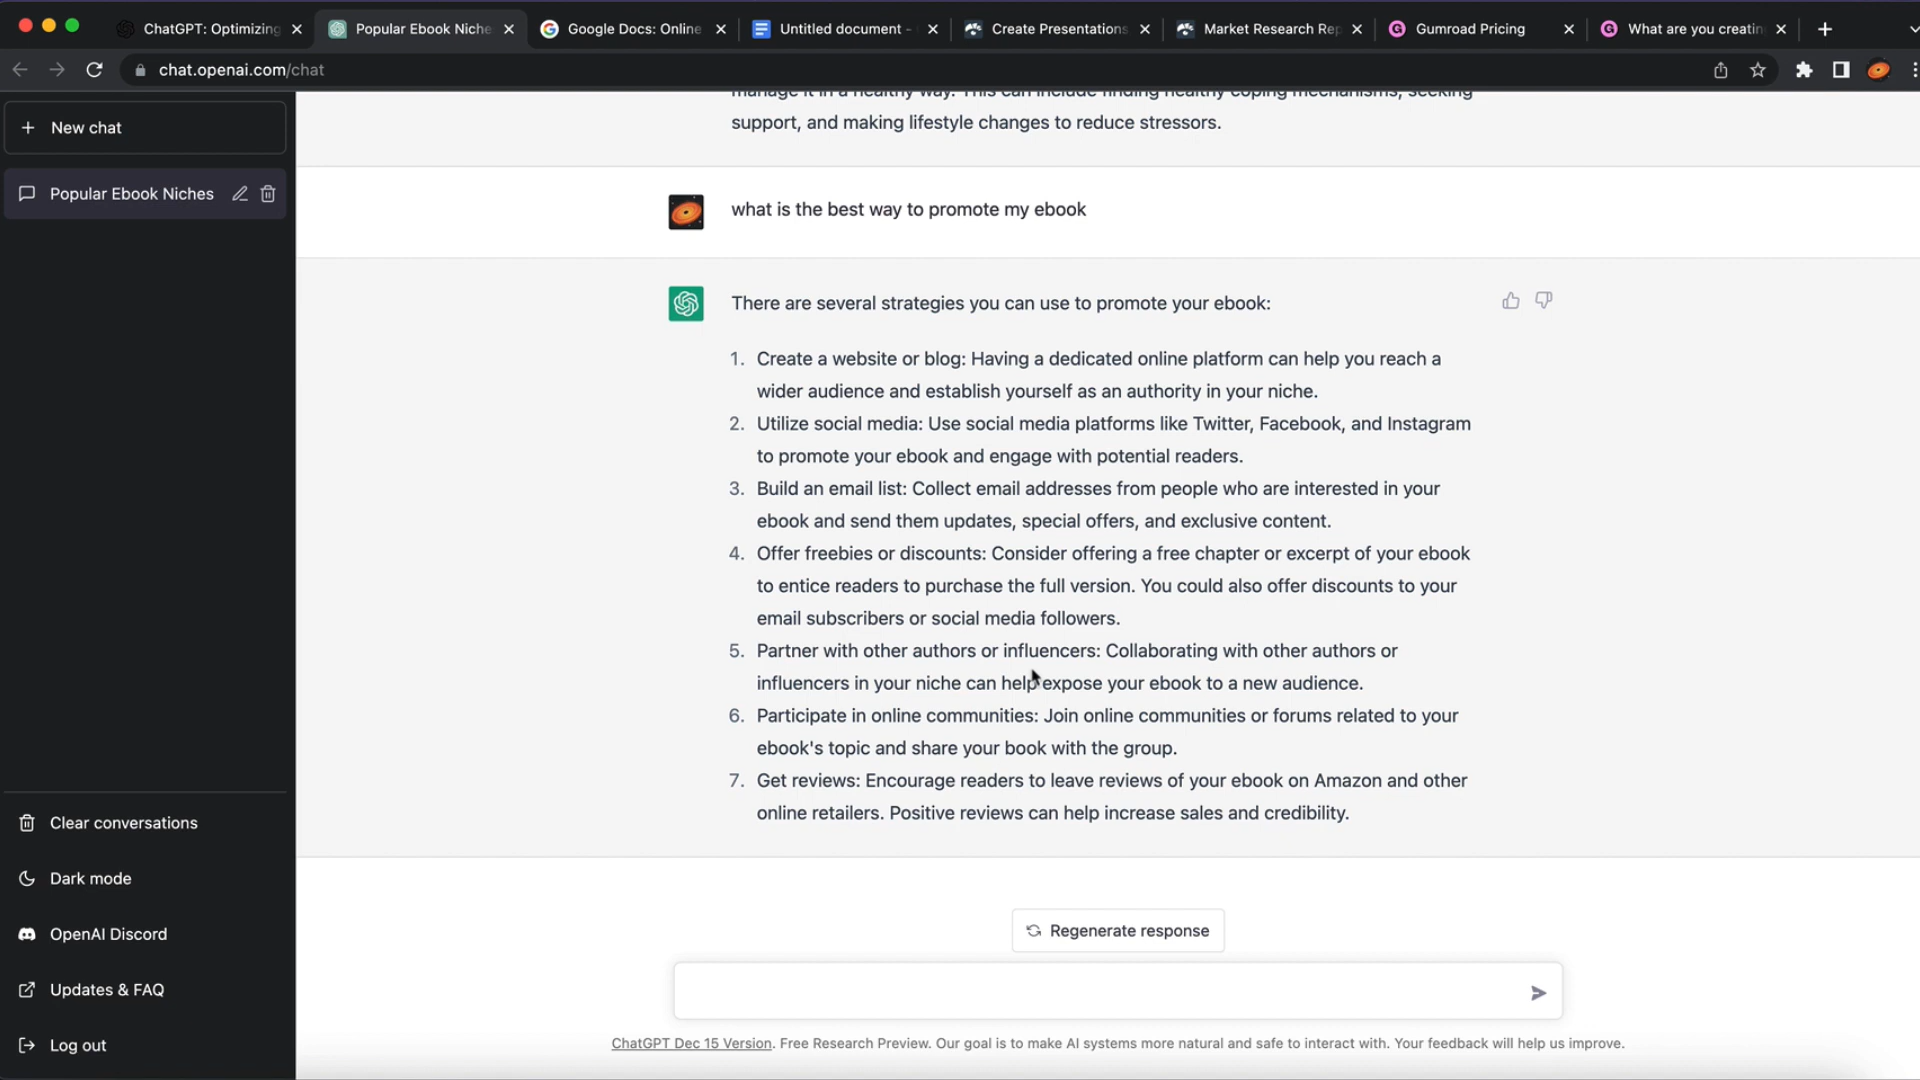 ChatGPT: Optimizing
Popular Ebook Niche
Google Docs: Online
Untitled document -
Create Presentations
Market Research Rep
Gumroad Pricing
What are you creatin
chat.openai.com/chat
New chat
Popular Ebook Niches
Clear conversations
Dark mode
OpenAI Discord
Updates & FAQ
Log out
manage it in a healthy way. This can include finding healthy coping mechanisms, seeking
support, and making lifestyle changes to reduce stressors.
what is the best way to promote my ebook
There are several strategies you can use to promote your ebook:
1. Create a website or blog: Having a dedicated online platform can help you reach a
wider audience and establish yourself as an authority in your niche.
2. Utilize social media: Use social media platforms like Twitter, Facebook, and Instagram
to promote your ebook and engage with potential readers.
3. Build an email list: Collect email addresses from people who are interested in your
ebook and send them updates, special offers, and exclusive content.
4. Offer freebies or discounts: Consider offering a free chapter or excerpt of your ebook
to entice readers to purchase the full version. You could also offer discounts to your
email subscribers or social media followers.
5. Partner with other authors or influencers: Collaborating with other authors or
influencers in your niche can help expose your ebook to a new audience.
6. Participate in online communities: Join online communities or forums related to your
ebook's topic and share your book with the group.
7. Get reviews: Encourage readers to leave reviews of your ebook on Amazon and other
online retailers. Positive reviews can help increase sales and credibility.
Regenerate response
ChatGPT Dec 15 Version. Free Research Preview. Our goal is to make AI systems more natural and safe to interact with. Your feedback will help us improve.